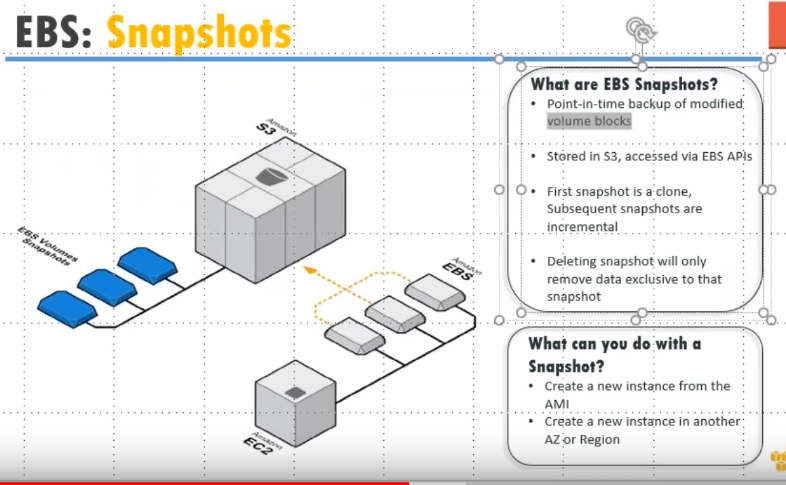 EBS: Snapshots
Amazon
S3
EBS Volumes
Snapshots
Amazon
EBS
Amazon
EC2
What are EBS Snapshots?
• Point-in-time backup of modified
volume blocks
• Stored in S3, accessed via EBS APIs
• First snapshot is a clone,
Subsequent snapshots are
incremental
• Deleting snapshot will only
remove data exclusive to that
snapshot
What can you do with a
Snapshot?
• Create a new instance from the
AMI
• Create a new instance in another
AZ or Region